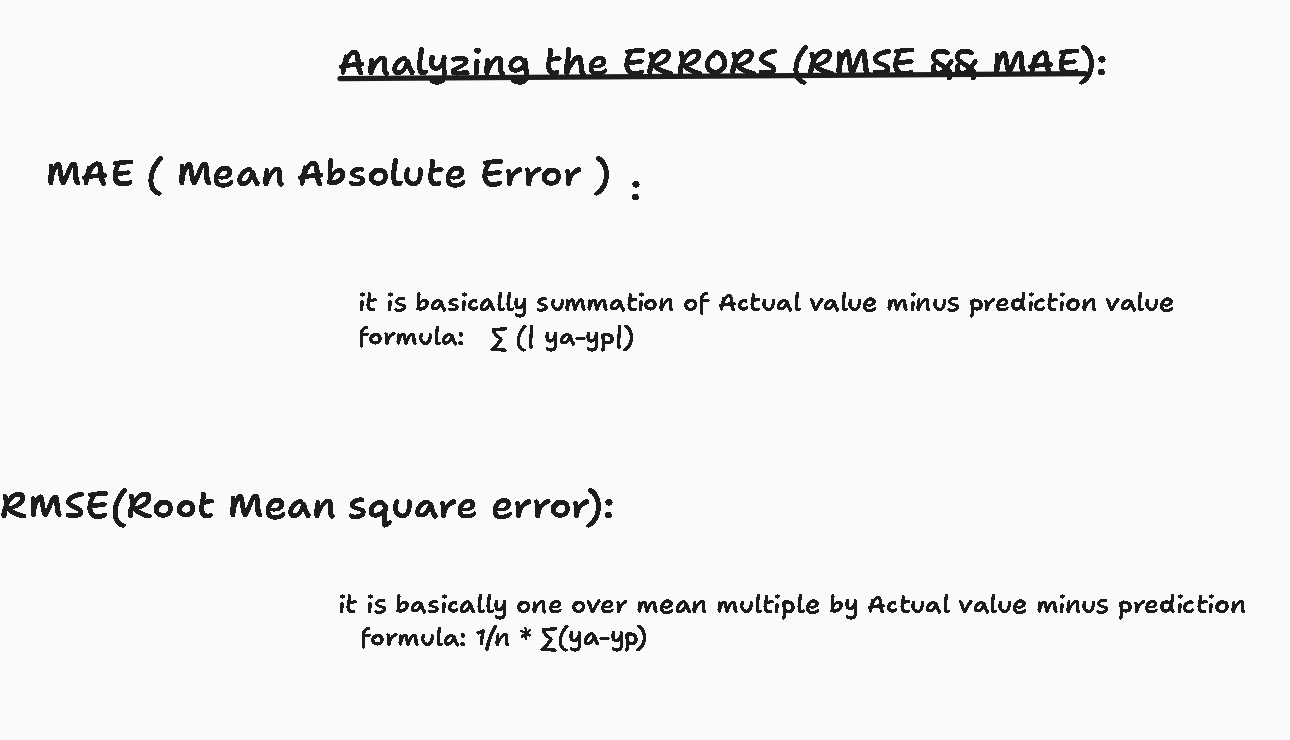 Analyzing the ERRORS (RMSE && MAE):
MAE ( Mean Absolute Error ) :
it is basically summation of Actual value minus prediction value
formula: ∑ (| ya-yp|)
RMSE(Root Mean square error):
it is basically one over mean multiple by Actual value minus prediction
formula: 1/n * ∑(ya-yp)